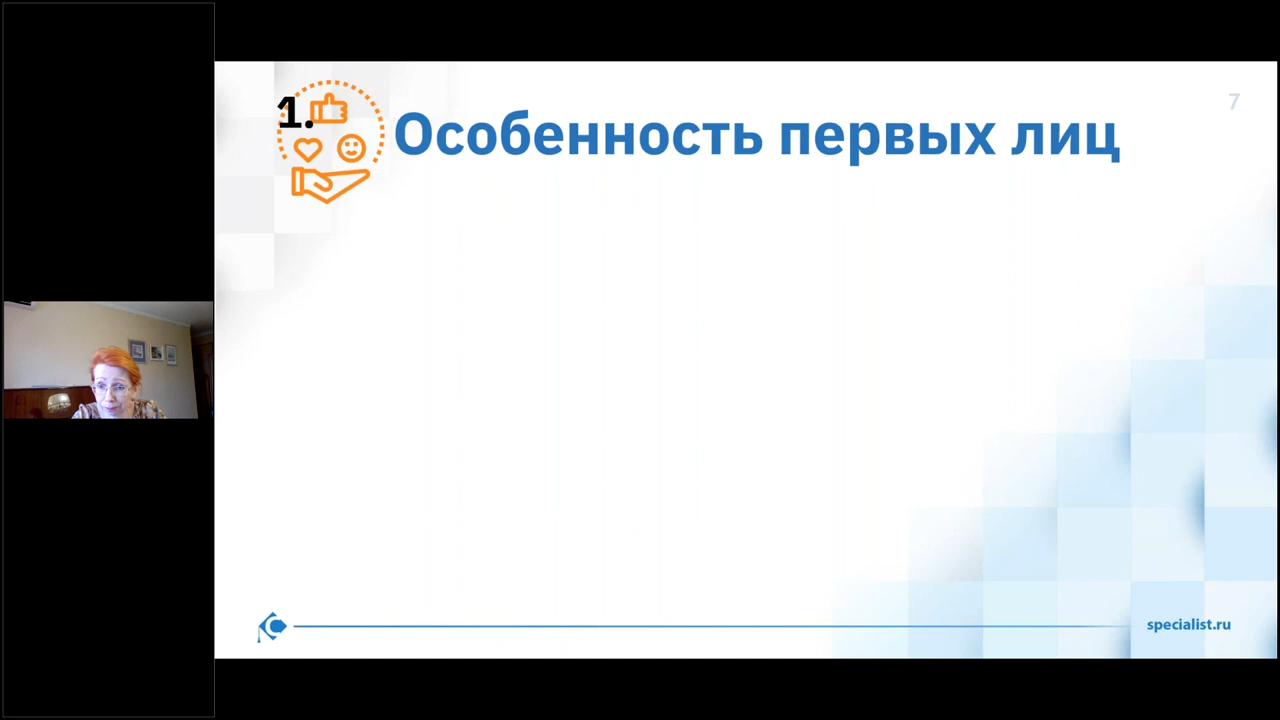 7
1.
Особенность первых лиц
specialist.ru